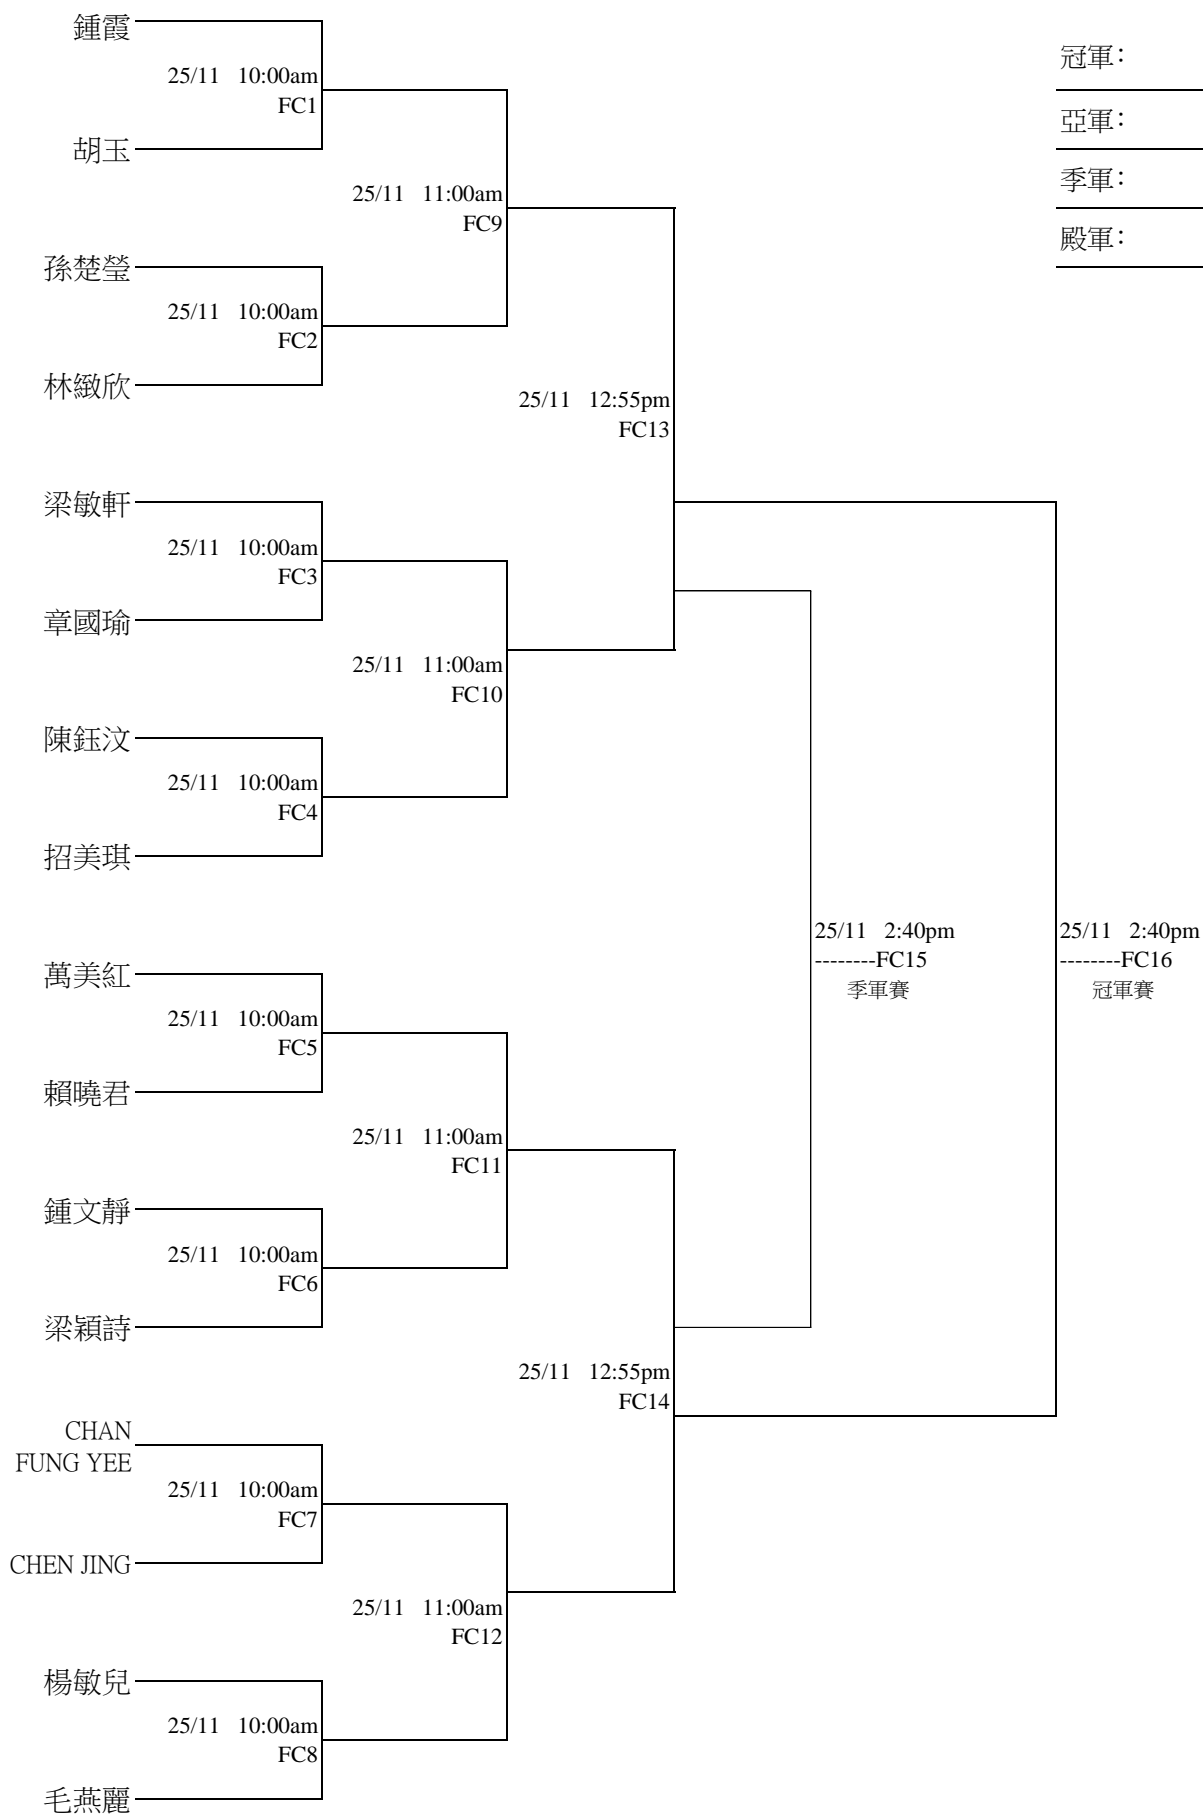 鍾霞
25/11 10:00am
FC1
胡玉
25/11 11:00am
FC9
孫楚瑩
25/11 10:00am
FC2
林緻欣
25/11 12:55pm
FC13
梁敏軒
25/11 10:00am
FC3
章國瑜
25/11 11:00am
FC10
陳鈺汶
25/11 10:00am
FC4
招美琪
25/11 2:40pm
--------FC15
季軍賽
25/11 2:40pm
--------FC16
冠軍賽
萬美紅
25/11 10:00am
FC5
賴曉君
25/11 11:00am
FC11
鍾文靜
25/11 10:00am
FC6
梁穎詩
25/11 12:55pm
FC14
CHAN
FUNG YEE
25/11 10:00am
FC7
CHEN JING
25/11 11:00am
FC12
楊敏兒
25/11 10:00am
FC8
毛燕麗
冠軍：
亞軍：
季軍：
殿軍：